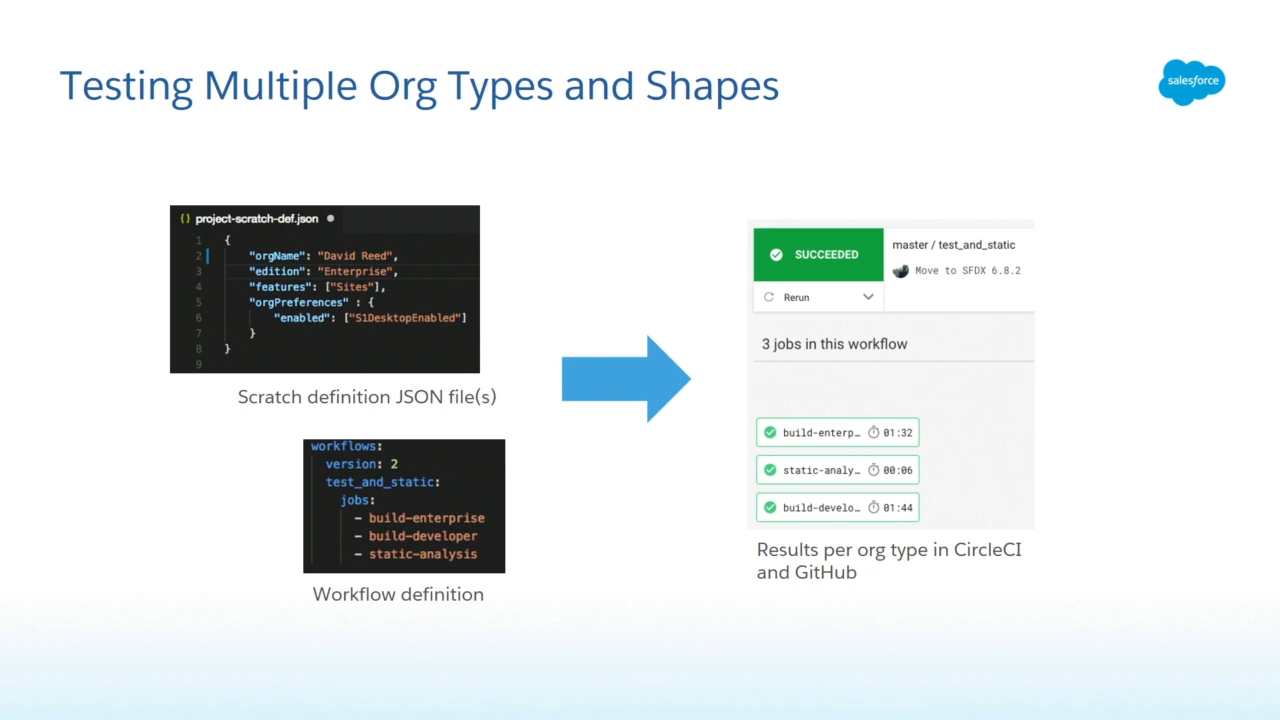 Testing Multiple Org Types and Shapes
salesforce
{} project-scratch-def.json
1 {
2 "orgName": "David Reed",
3 "edition": "Enterprise",
4 "features": ["Sites"],
5 "orgPreferences" : {
6 "enabled": ["S1DesktopEnabled"]
7 }
8 }
9
Scratch definition JSON file(s)
workflows:
version: 2
test_and_static:
jobs:
- build-enterprise
- build-developer
- static-analysis
Workflow definition
SUCCEEDED
Rerun
master / test_and_static
Move to SFDX 6.8.2
3 jobs in this workflow
build-enterp… 01:32
static-analy… 00:06
build-develo… 01:44
Results per org type in CircleCI
and GitHub